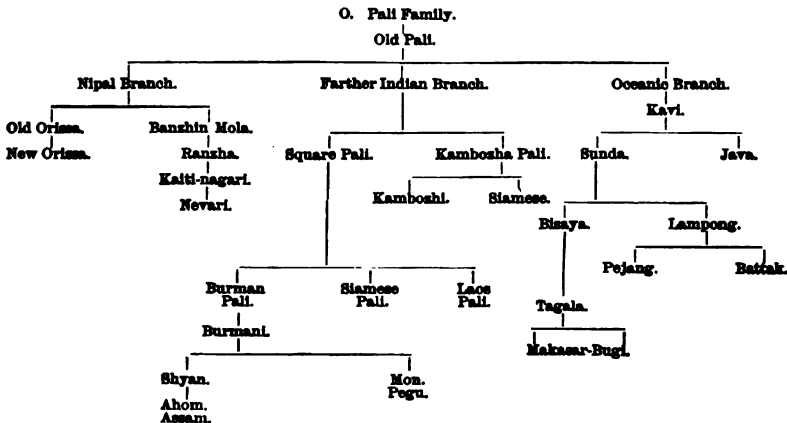 O. Pali Family.
Old Pali.
Nipal Branch. Farther Indian Branch. Oceanic Branch.
Kavi.
Old Orissa. Banzhin Mola.
New Orissa. Ranzha. Square Pali. Kambozha Pali. Sunda. Java.
Kaiti-nagari.
Nevari.
Kamboshi. Siamese.
Bisaya. Lampong.
Pejang. Battak.
Burman Siamese Laos
Pali. Pali. Pali.
Tagala.
Burmani.
Makasar-Bugi.
Shyan. Mon.
Pegu.
Ahom.
Assam.